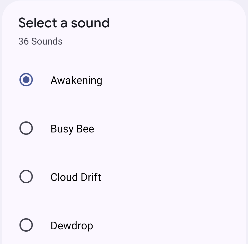 Select a sound
36 Sounds
Awakening
Busy Bee
Cloud Drift
Dewdrop